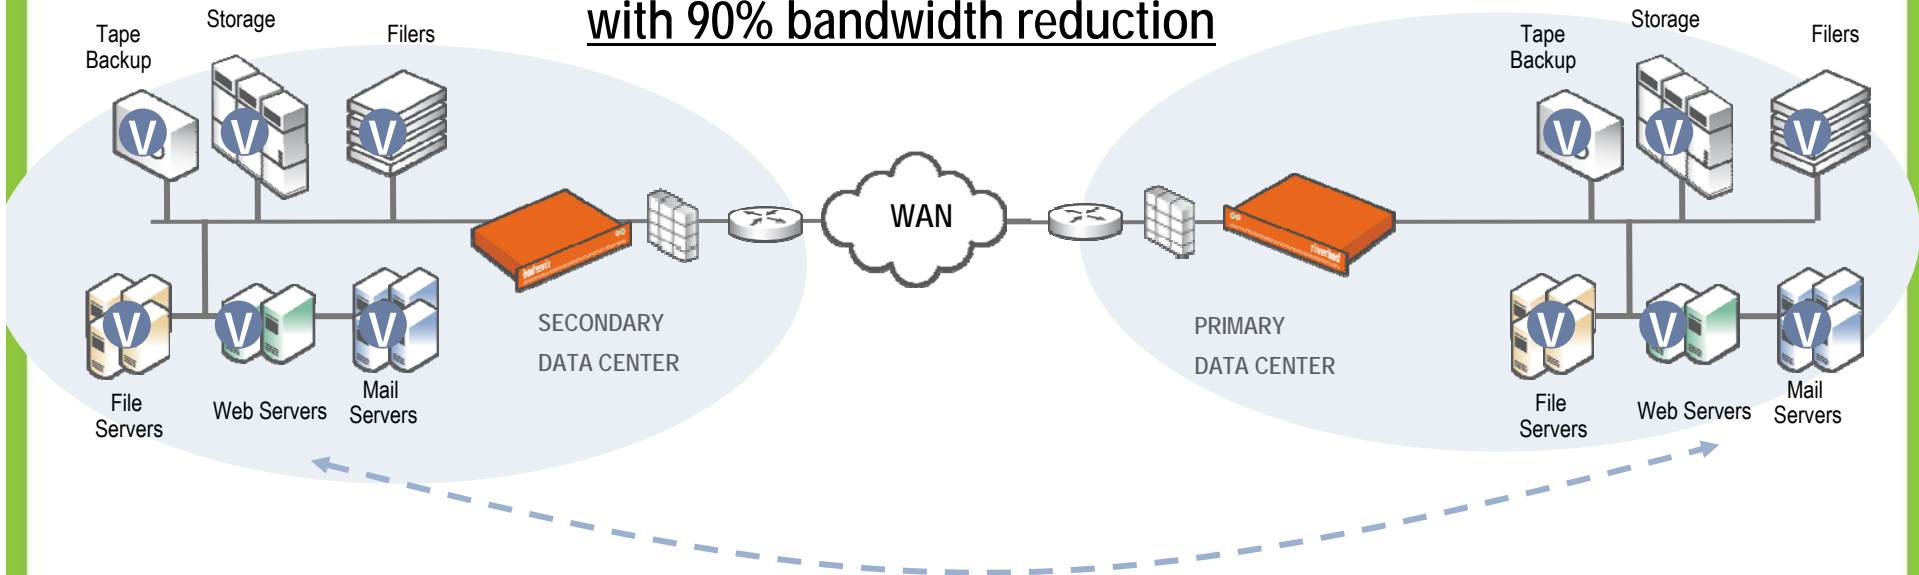 with 90% bandwidth reduction
Tape
Backup
Storage
Filers
V
V
V
V
V
V
File
Servers
Web Servers
Mail
Servers
SECONDARY
DATA CENTER
WAN
riverbed
PRIMARY
DATA CENTER
Tape
Backup
Storage
Filers
V
V
V
V
V
V
File
Servers
Web Servers
Mail
Servers